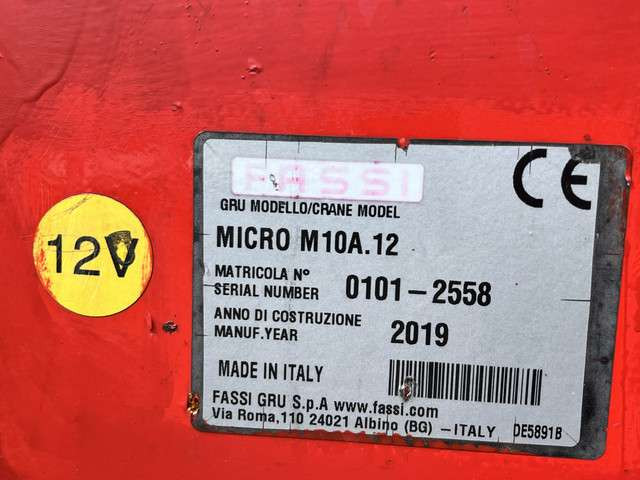 12V
FASSI
CE
GRU MODELLO/CRANE MODEL
MICRO M10A.12
MATRICOLA N°
SERIAL NUMBER 0101-2558
ANNO DI COSTRUZIONE
MANUF.YEAR 2019
MADE IN ITALY
FASSI GRU S.p.A www.fassi.com
Via Roma,110 24021 Albino (BG) - ITALY DE5891B